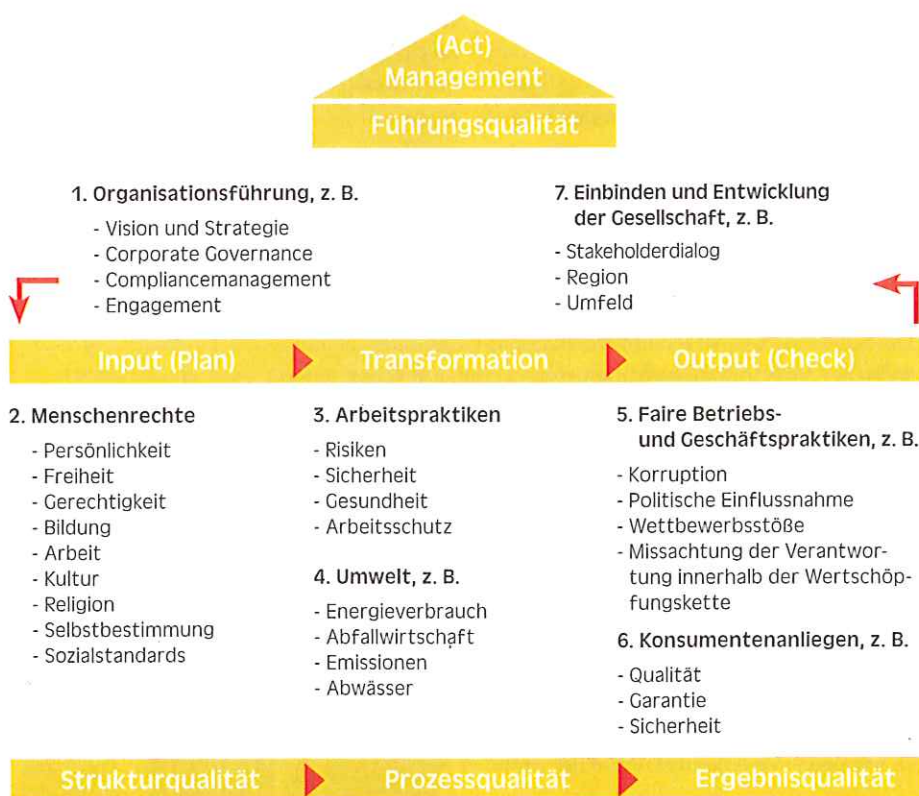 (Act)
Management
Führungsqualität
1. Organisationsführung, z. B.
- Vision und Strategie
- Corporate Governance
- Compliancemanagement
- Engagement
7. Einbinden und Entwicklung
der Gesellschaft, z. B.
- Stakeholderdialog
- Region
- Umfeld
Input (Plan)
Transformation
Output (Check)
2. Menschenrechte
- Persönlichkeit
- Freiheit
- Gerechtigkeit
- Bildung
- Arbeit
- Kultur
- Religion
- Selbstbestimmung
- Sozialstandards
3. Arbeitspraktiken
- Risiken
- Sicherheit
- Gesundheit
- Arbeitsschutz
4. Umwelt, z. B.
- Energieverbrauch
- Abfallwirtschaft
- Emissionen
- Abwässer
5. Faire Betriebs-
und Geschäftspraktiken, z. B.
- Korruption
- Politische Einflussnahme
- Wettbewerbsstöße
- Missachtung der Verantwor-
tung innerhalb der Wertschöp-
fungskette
6. Konsumentenanliegen, z. B.
- Qualität
- Garantie
- Sicherheit
Strukturqualität
Prozessqualität
Ergebnisqualität